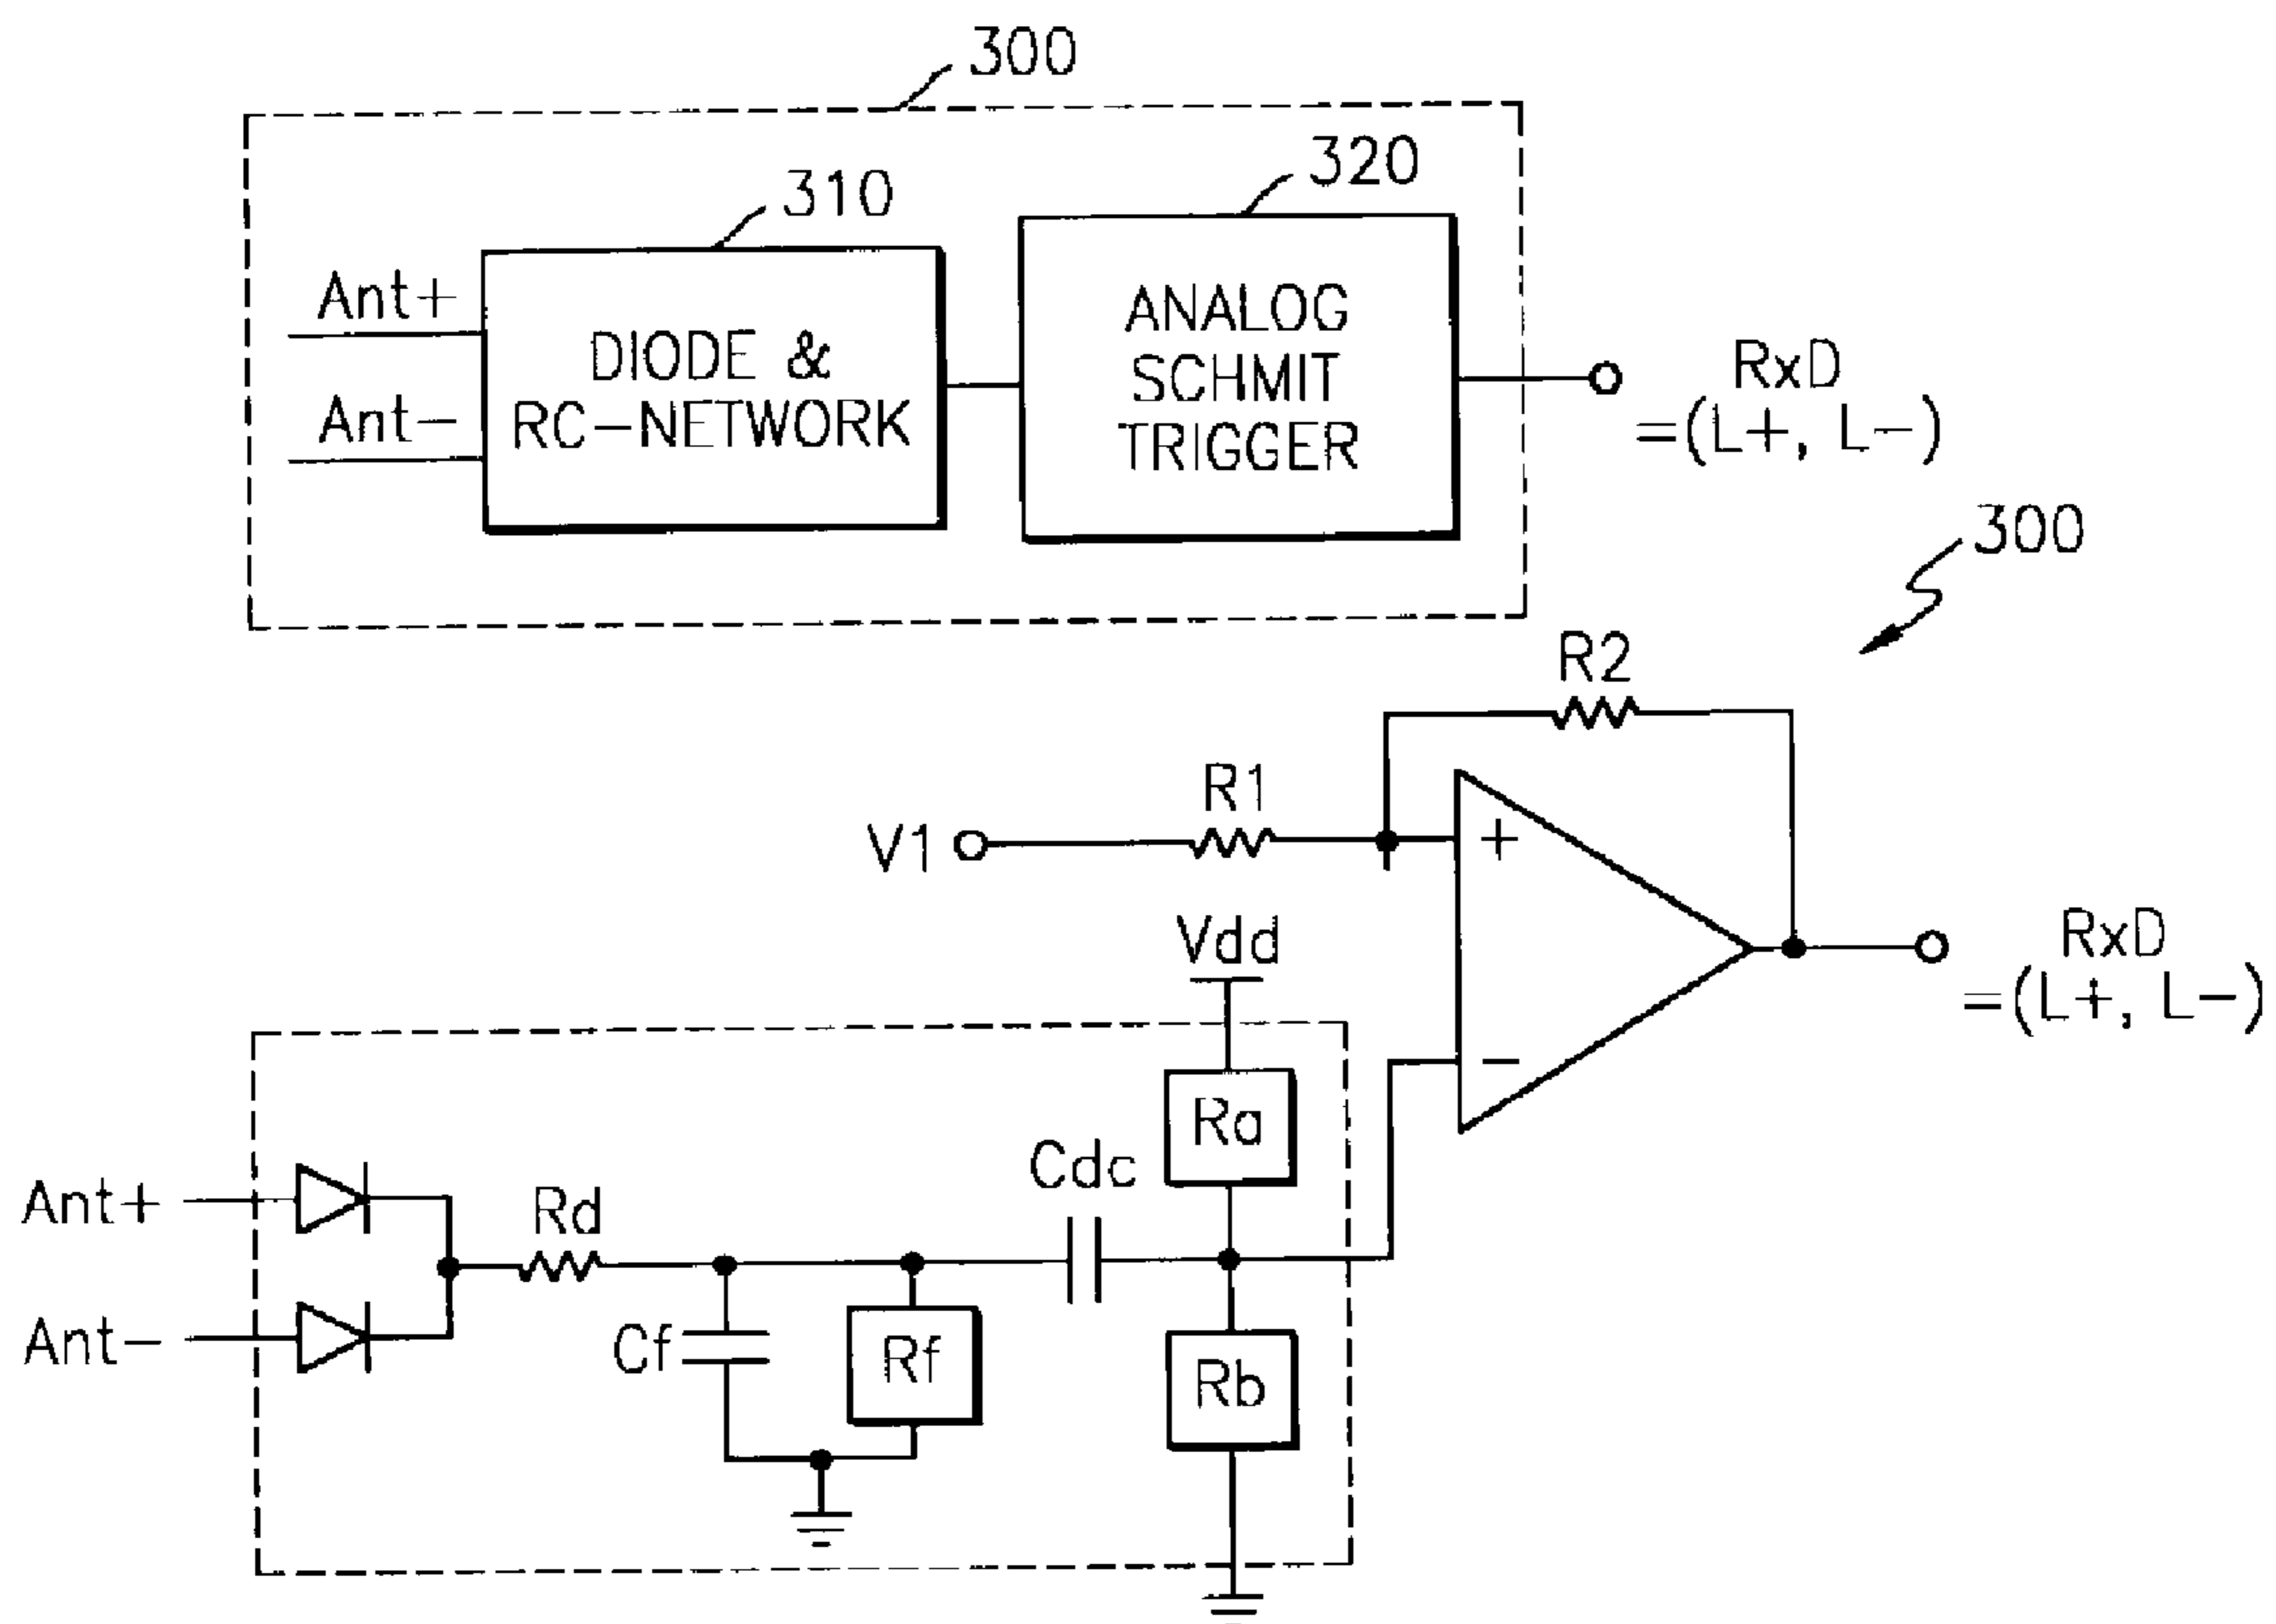 300
310
320
Ant+
Ant-
DIODE &
RC-NETWORK
ANALOG
SCHMIT
TRIGGER
RxD
=(L+, L-)
300
R2
R1
V1
+
-
Vdd
RxD
=(L+, L-)
Ra
Cdc
Ant+
Rd
Ant-
Cf
Rf
Rb